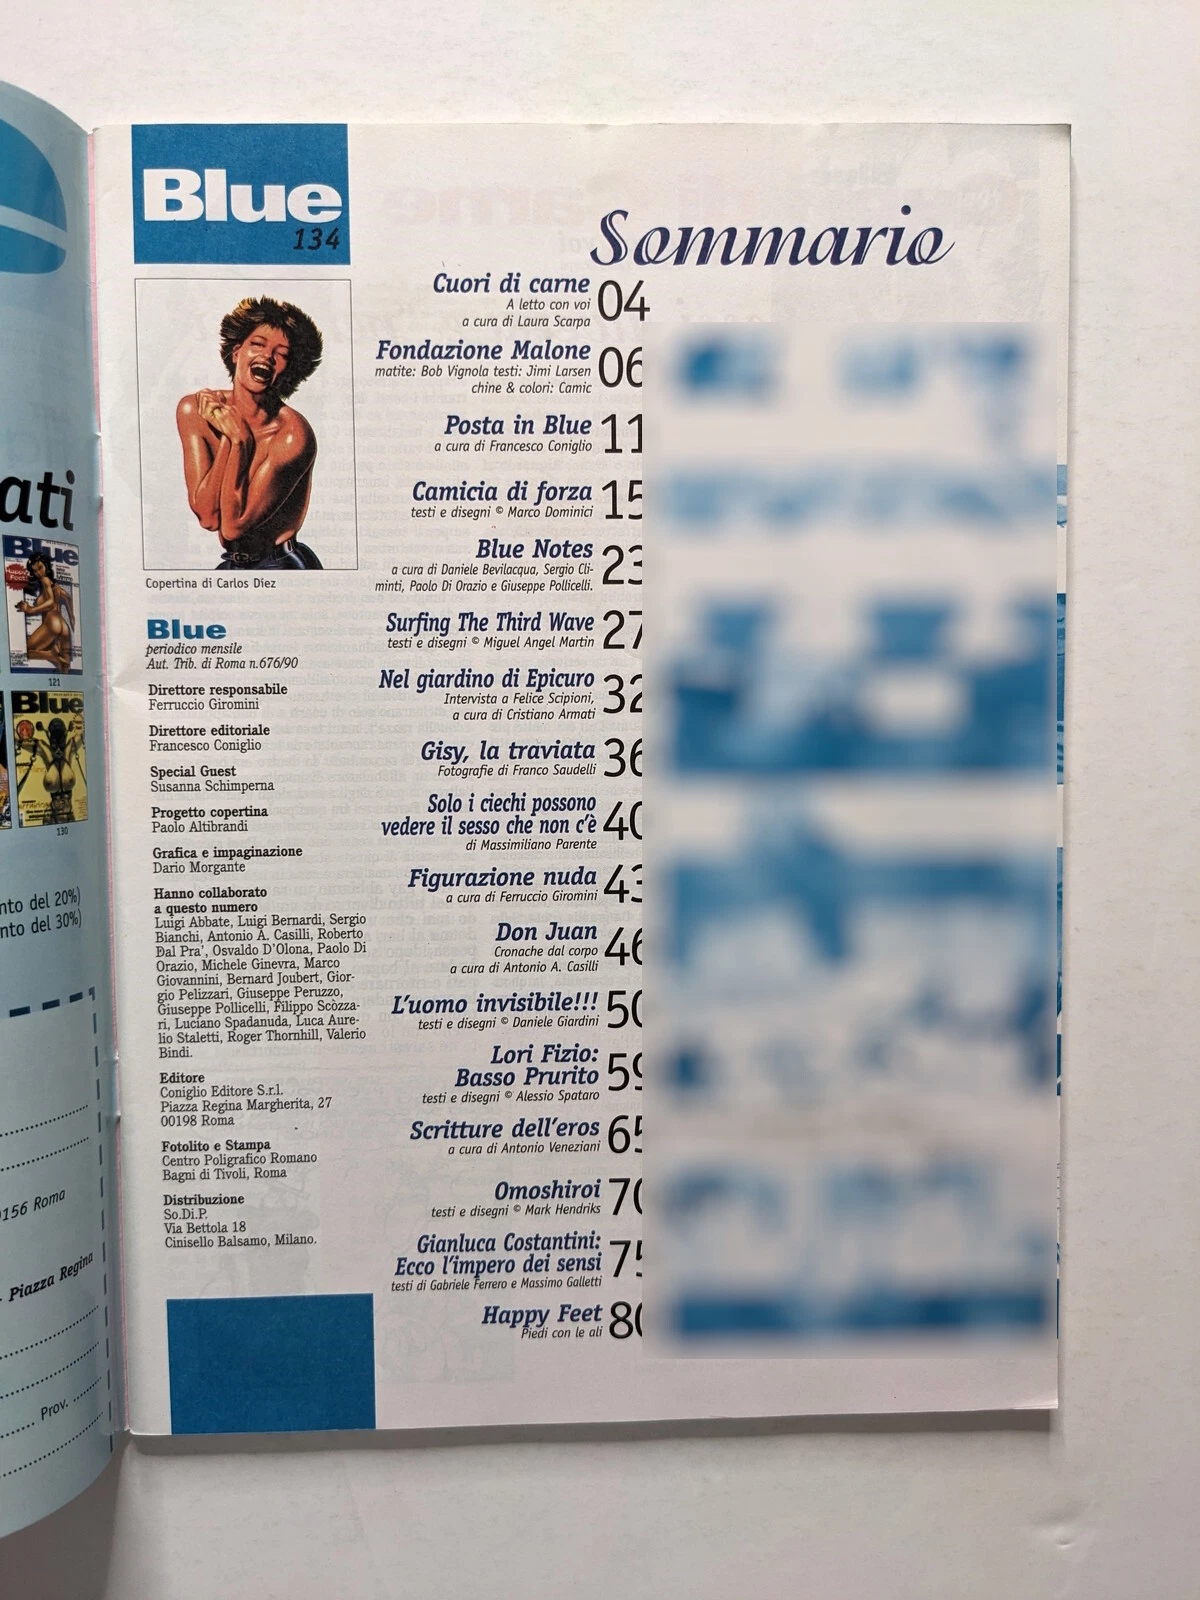 ati
Blue
121
Blue
130
nto del 20%)
nto del 30%)
0156 Roma
Piazza Regina
Prov.
Blue
134
Copertina di Carlos Diez
Blue
periodico mensile
Aut. Trib. di Roma n.676/90
Direttore responsabile
Ferruccio Giromini
Direttore editoriale
Francesco Coniglio
Special Guest
Susanna Schimperna
Progetto copertina
Paolo Altibrandi
Grafica e impaginazione
Dario Morgante
Hanno collaborato
a questo numero
Luigi Abbate, Luigi Bernardi, Sergio
Bianchi, Antonio A. Casilli, Roberto
Dal Pra', Osvaldo D'Olona, Paolo Di
Orazio, Michele Ginevra, Marco
Giovannini, Bernard Joubert, Gior-
gio Pelizzari, Giuseppe Peruzzo,
Giuseppe Pollicelli, Filippo Scòzza-
ri, Luciano Spadanuda, Luca Aure-
lio Staletti, Roger Thornhill, Valerio
Bindi.
Editore
Coniglio Editore S.r.l.
Piazza Regina Margherita, 27
00198 Roma
Fotolito e Stampa
Centro Poligrafico Romano
Bagni di Tivoli, Roma
Distribuzione
So.Di.P.
Via Bettola 18
Cinisello Balsamo, Milano.
Sommario
Cuori di carne 04
A letto con voi
a cura di Laura Scarpa
Fondazione Malone 06
matite: Bob Vignola testi: Jimi Larsen
chine & colori: Camic
Posta in Blue 11
a cura di Francesco Coniglio
Camicia di forza 15
testi e disegni © Marco Dominici
Blue Notes 23
a cura di Daniele Bevilacqua, Sergio Cli-
minti, Paolo Di Orazio e Giuseppe Pollicelli.
Surfing The Third Wave 27
testi e disegni © Miguel Angel Martin
Nel giardino di Epicuro 32
Intervista a Felice Scipioni,
a cura di Cristiano Armati
Gisy, la traviata 36
Fotografie di Franco Saudelli
Solo i ciechi possono
vedere il sesso che non c'è 40
di Massimiliano Parente
Figurazione nuda 43
a cura di Ferruccio Giromini
Don Juan 46
Cronache dal corpo
a cura di Antonio A. Casilli
L'uomo invisibile!!! 50
testi e disegni © Daniele Giardini
Lori Fizio:
Basso Prurito 59
testi e disegni © Alessio Spataro
Scritture dell'eros 65
a cura di Antonio Veneziani
Omoshiroi 70
testi e disegni © Mark Hendriks
Gianluca Costantini:
Ecco l'impero dei sensi 75
testi di Gabriele Ferrero e Massimo Galletti
Happy Feet 80
Piedi con le ali